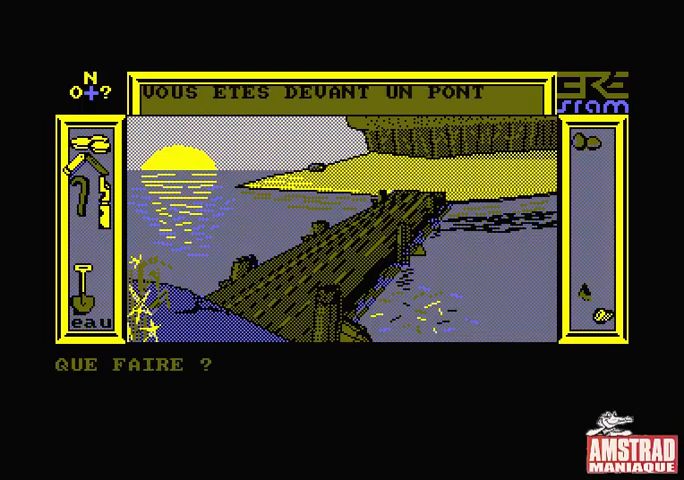 N
O+?
VOUS ETES DEVANT UN PONT
ERE
sram
eau
QUE FAIRE ?
AMSTRAD
MANIAQUE